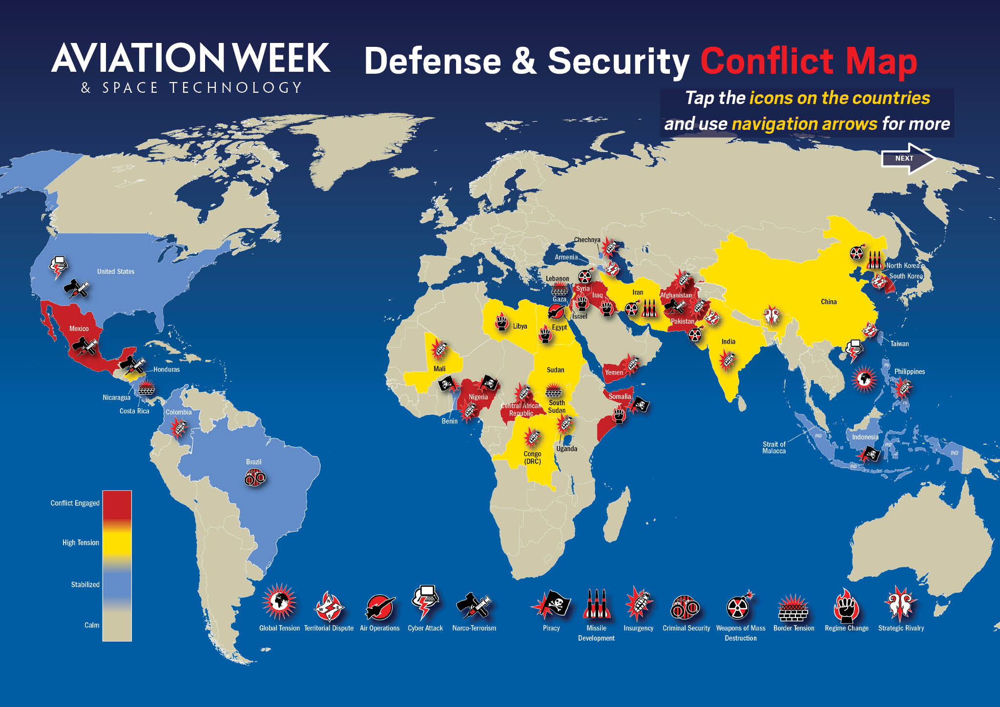 AVIATION WEEK
& SPACE TECHNOLOGY
Defense & Security Conflict Map
Tap the icons on the countries
and use navigation arrows for more
NEXT
United States
Mexico
Honduras
Nicaragua
Costa Rica
Colombia
Brazil
Chechnya
Armenia
Lebanon
Gaza
Syria
Iraq
Israel
Iran
Afghanistan
Pakistan
Libya
Egypt
Mali
Sudan
Nigeria
Benin
Central African
Republic
South
Sudan
Uganda
Congo
(DRC)
Yemen
Somalia
India
China
North Korea
South Korea
Taiwan
Ph
Philippines
Ph
Strait of
Malacca
IND
Indonesia
IND
IND
IND
Conflict Engaged
High Tension
Stabilized
Calm
N
W
E
S
Global Tension
Territorial Dispute
Air Operations
Cyber Attack
Narco-Terrorism
Piracy
Missile
Development
Insurgency
Criminal Security
Weapons of Mass
Destruction
Border Tension
Regime Change
Strategic Rivalry